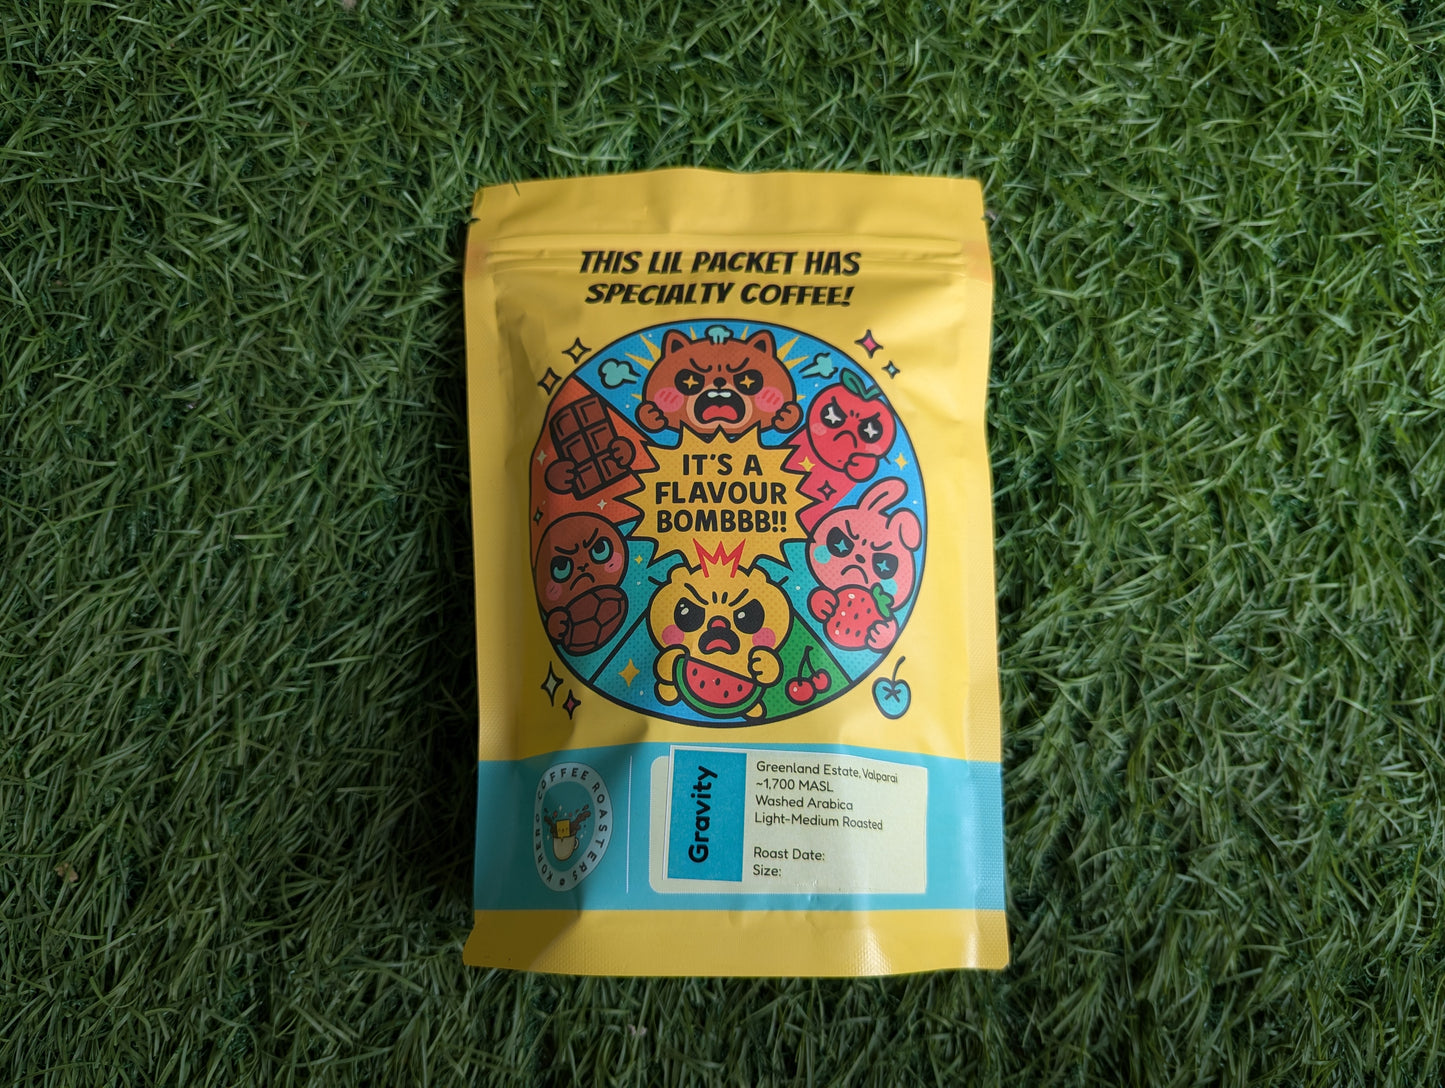 THIS LIL PACKET HAS
SPECIALTY COFFEE!
IT'S A
FLAVOUR
BOMBBB!!
KORERO COFFEE ROASTERS
Gravity
Greenland Estate, Valparai
~1,700 MASL
Washed Arabica
Light-Medium Roasted
Roast Date:
Size: